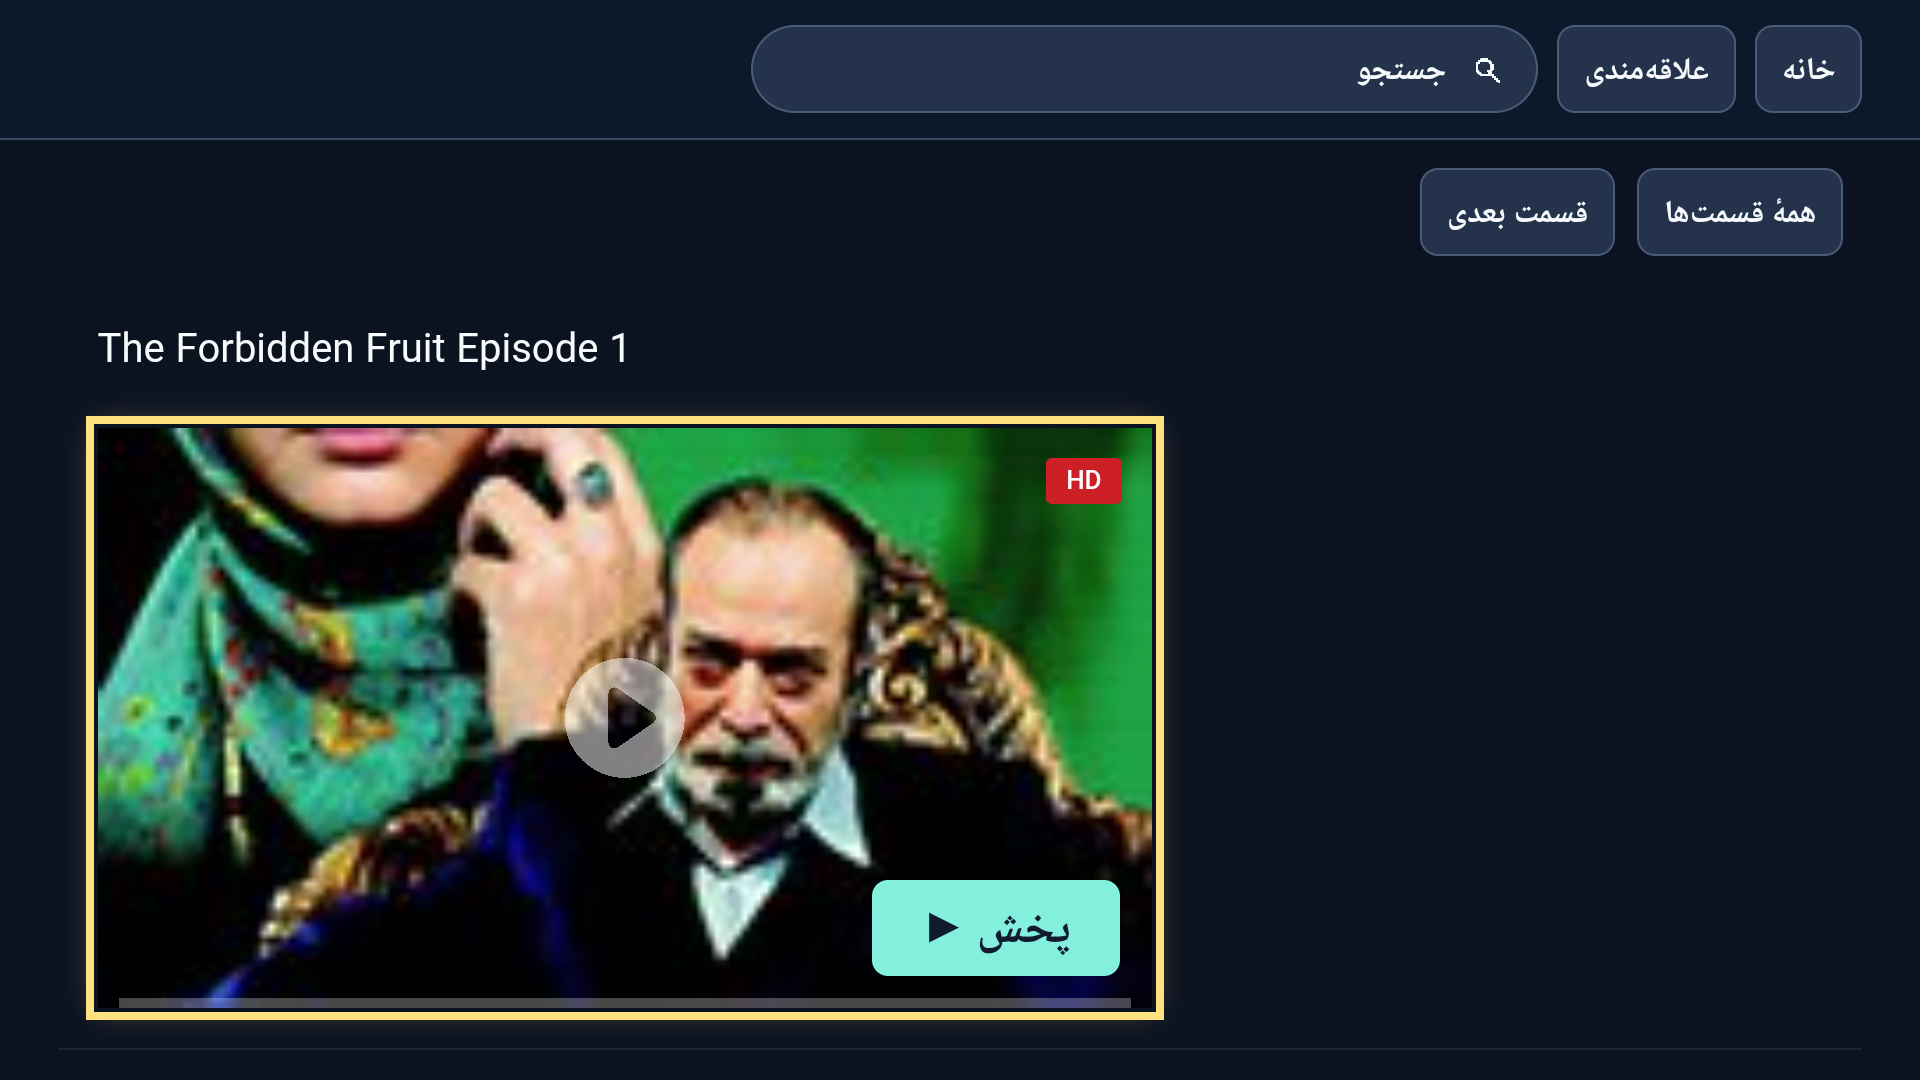 خانه
علاقه‌مندی
جستجو
همهٔ قسمت‌ها
قسمت بعدی
The Forbidden Fruit Episode 1
HD
پخش